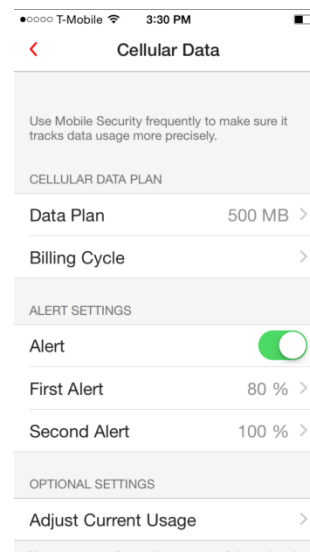 T-Mobile 3:30 PM
Cellular Data
Use Mobile Security frequently to make sure it
tracks data usage more precisely.
CELLULAR DATA PLAN
Data Plan 500 MB
Billing Cycle
ALERT SETTINGS
Alert
First Alert 80 %
Second Alert 100 %
OPTIONAL SETTINGS
Adjust Current Usage